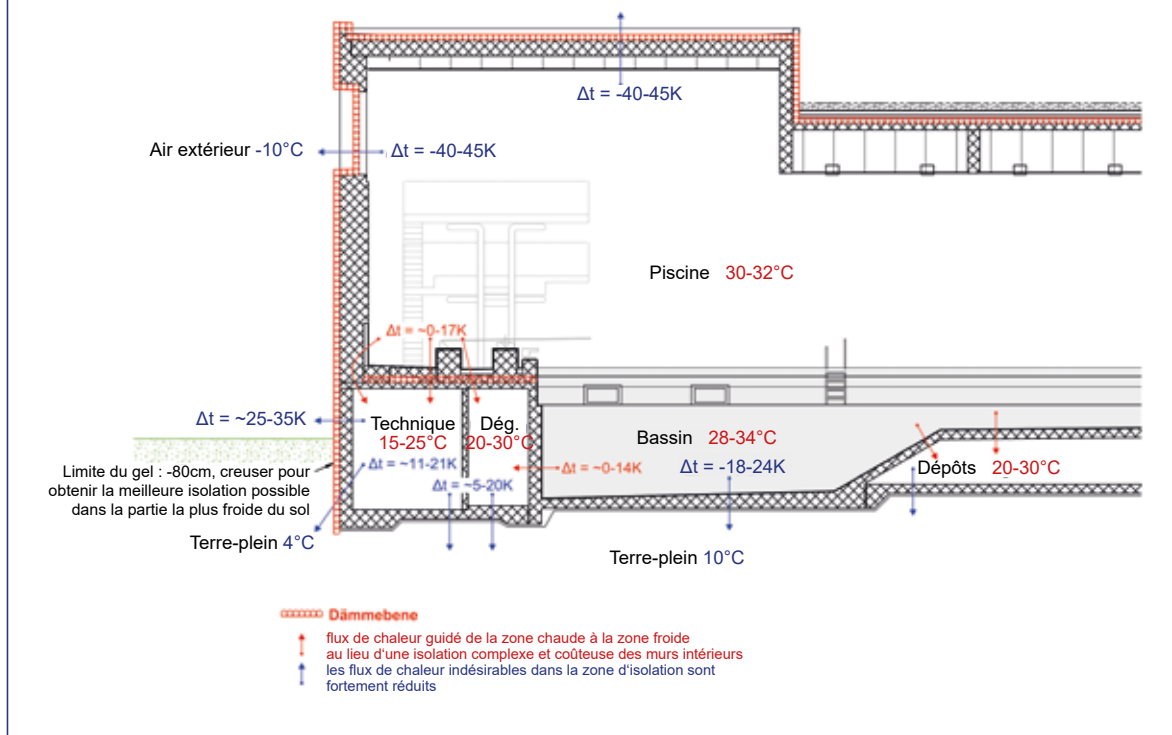 Δt = -40-45K
Air extérieur -10°C
Δt = -40-45K
Piscine 30-32°C
Δt = ~0-17K
Δt = ~25-35K
Technique
15-25°C
Dég.
20-30°C
Bassin 28-34°C
Δt = ~11-21K
Δt = ~0-14K
Δt = -18-24K
Dépôts 20-30°C
Δt = ~5-20K
Limite du gel : -80cm, creuser pour
obtenir la meilleure isolation possible
dans la partie la plus froide du sol
Terre-plein 4°C
Terre-plein 10°C
Dämmebene
flux de chaleur guidé de la zone chaude à la zone froide
au lieu d'une isolation complexe et coûteuse des murs intérieurs
les flux de chaleur indésirables dans la zone d'isolation sont
fortement réduits